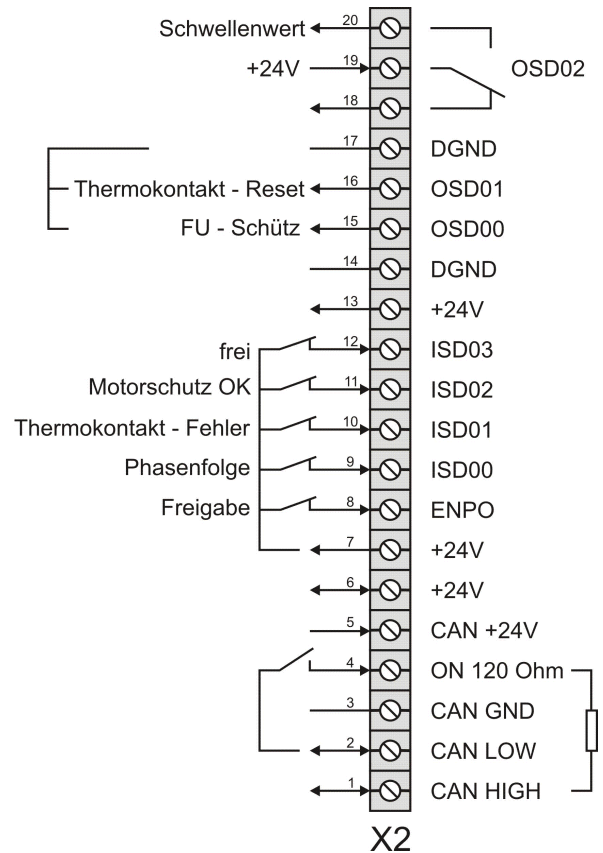 Schwellenwert 20
+24V 19 OSD02
18
17 DGND
Thermokontakt - Reset 16 OSD01
FU - Schütz 15 OSD00
14 DGND
13 +24V
frei 12 ISD03
Motorschutz OK 11 ISD02
Thermokontakt - Fehler 10 ISD01
Phasenfolge 9 ISD00
Freigabe 8 ENPO
7 +24V
6 +24V
5 CAN +24V
4 ON 120 Ohm
3 CAN GND
2 CAN LOW
1 CAN HIGH
X2